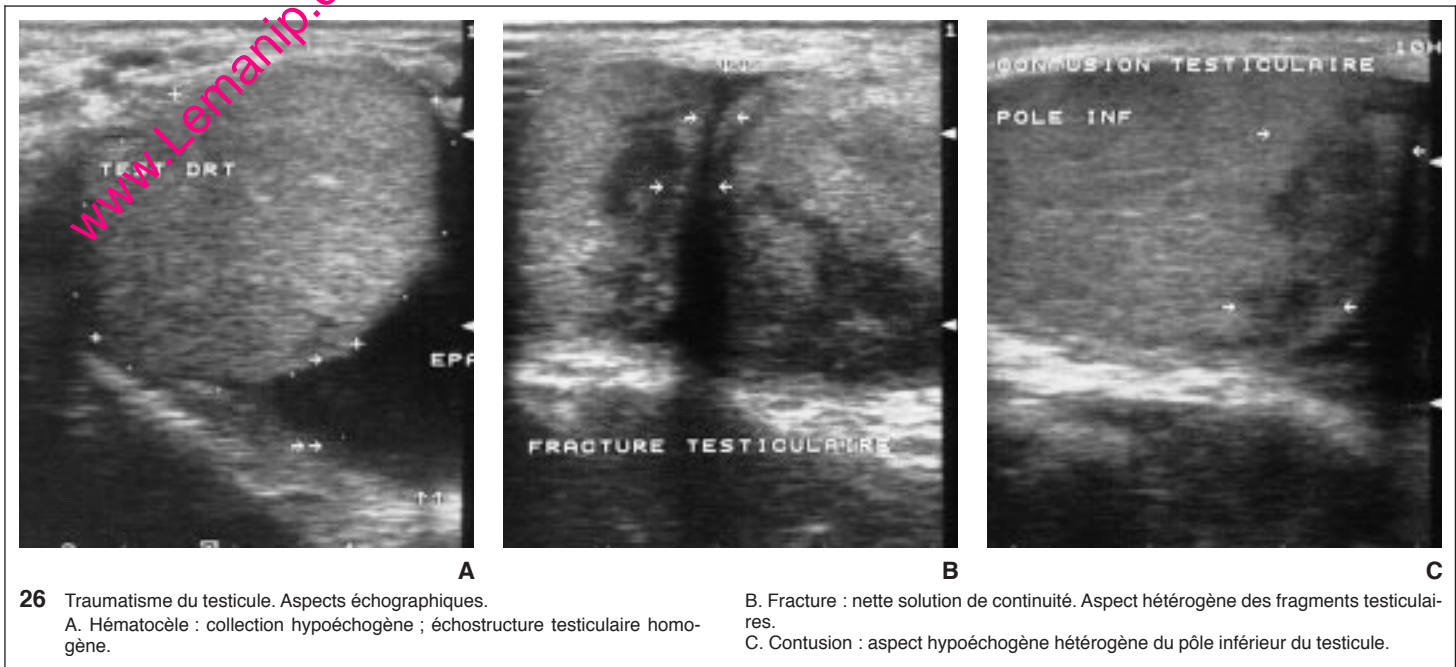 www.Lemanip.
TEST DRT
EPA
FRACTURE TESTICULAIRE
CONTUSION TESTICULAIRE
POLE INF
10H
A
B
C
26 Traumatisme du testicule. Aspects échographiques.
A. Hématocèle : collection hypoéchogène ; échostructure testiculaire homo-
gène.
B. Fracture : nette solution de continuité. Aspect hétérogène des fragments testiculai-
res.
C. Contusion : aspect hypoéchogène hétérogène du pôle inférieur du testicule.